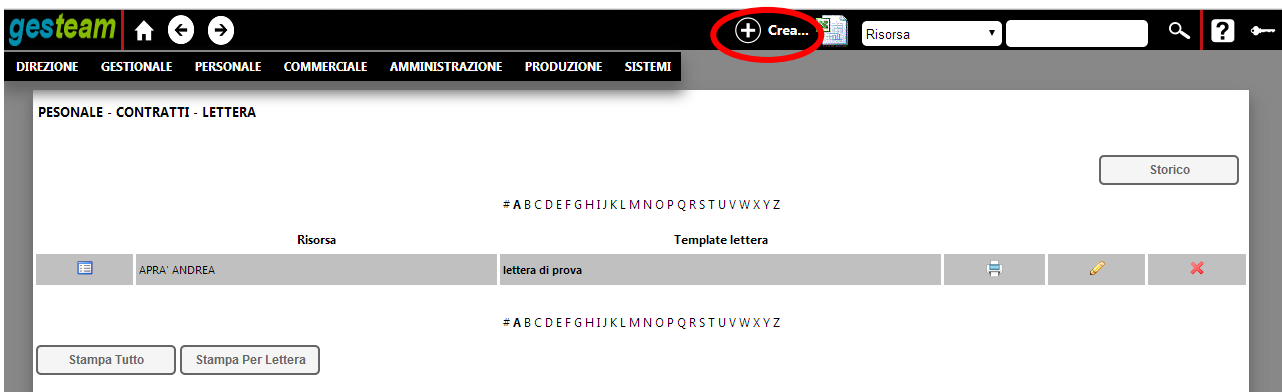 gesteam Crea... Risorsa ?
DIREZIONE GESTIONALE PERSONALE COMMERCIALE AMMINISTRAZIONE PRODUZIONE SISTEMI
PESONALE - CONTRATTI - LETTERA
Storico
# A B C D E F G H I J K L M N O P Q R S T U V W X Y Z
Risorsa Template lettera
APRA' ANDREA lettera di prova
# A B C D E F G H I J K L M N O P Q R S T U V W X Y Z
Stampa Tutto Stampa Per Lettera